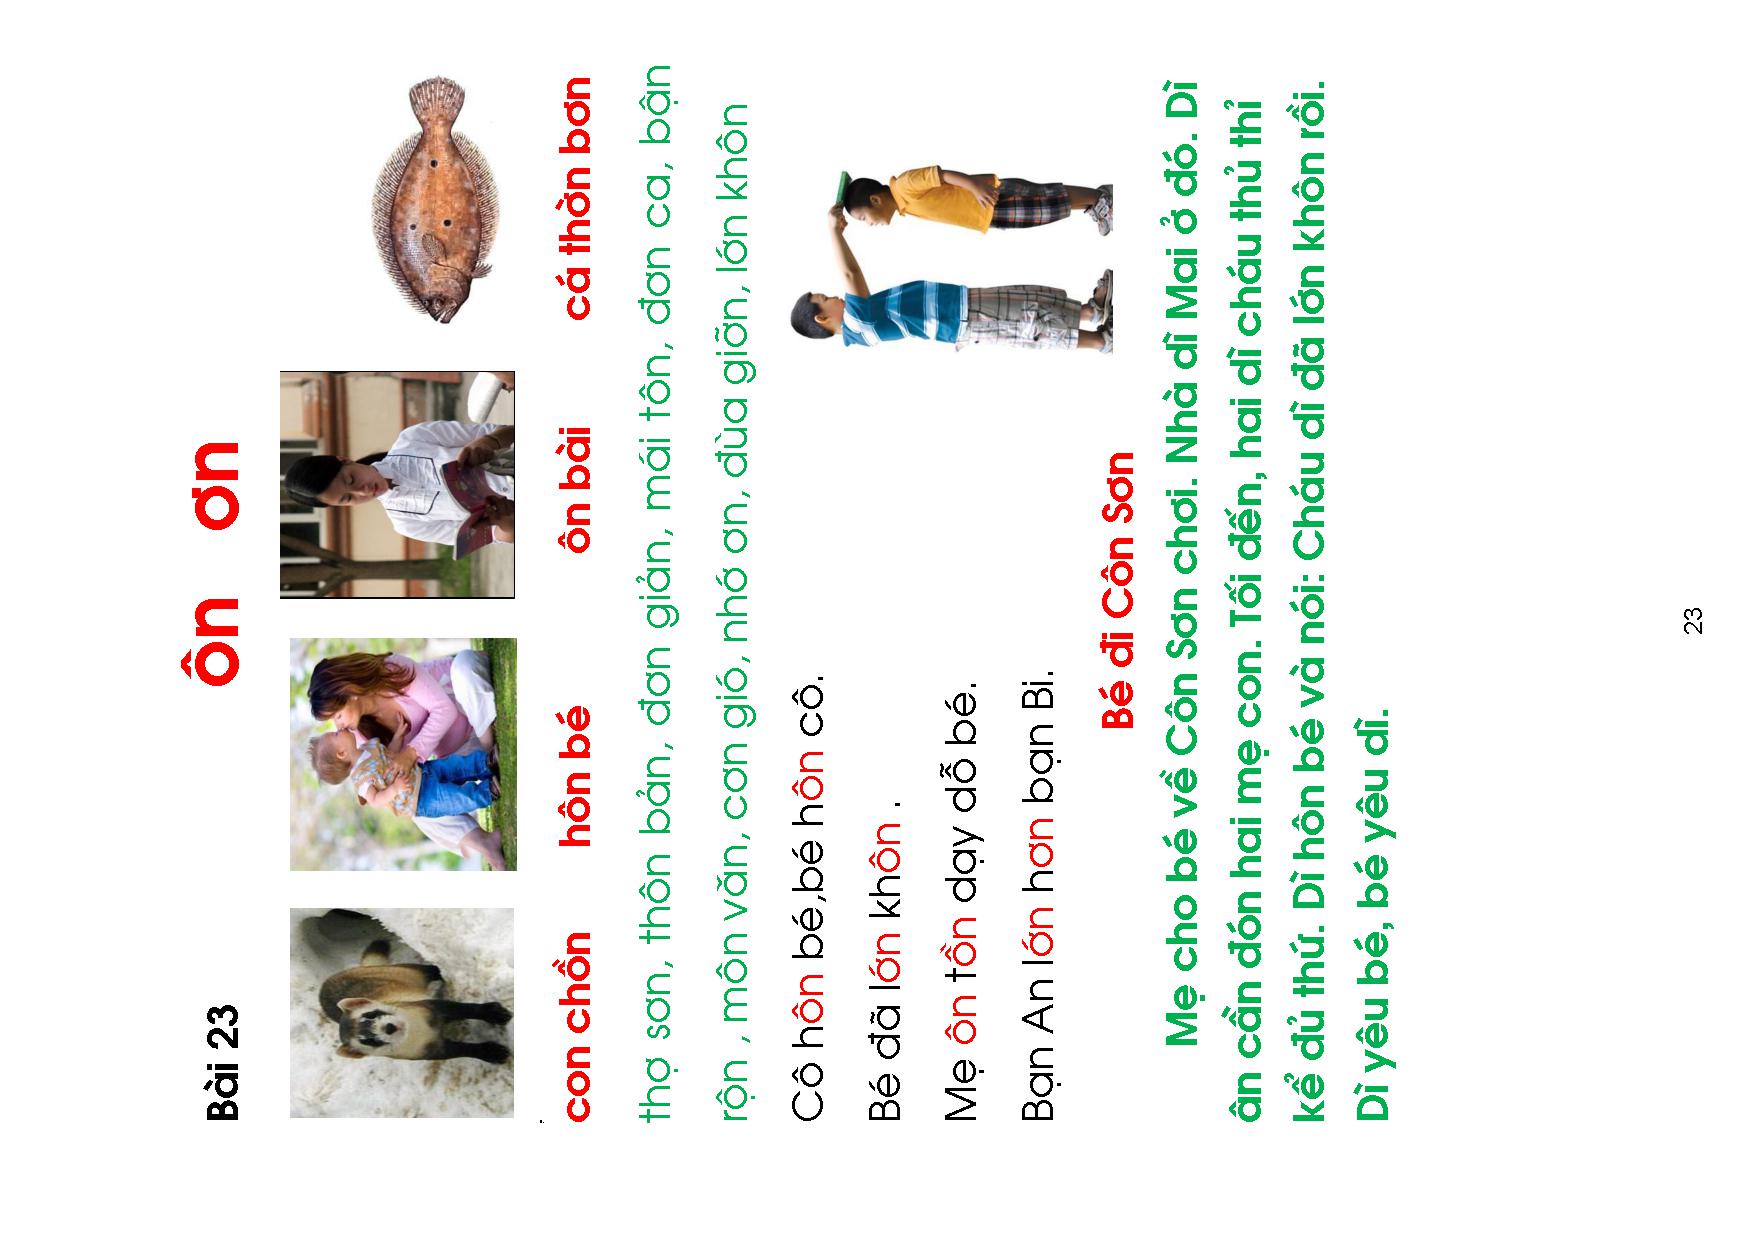 Bài 23 ôn ơn
con chồn hôn bé ôn bài cá thờn bơn
thợ sơn, thôn bản, đơn giản, mái tôn, đơn ca, bận
rộn , môn văn, cơn gió, nhớ ơn, đùa giỡn, lớn khôn
Cô hôn bé,bé hôn cô.
Bé đã lớn khôn .
Mẹ ôn tồn dạy dỗ bé.
Bạn An lớn hơn bạn Bi.
Bé đi Côn Sơn
Mẹ cho bé về Côn Sơn chơi. Nhà dì Mai ở đó. Dì
ân cần đón hai mẹ con. Tối đến, hai dì cháu thủ thỉ
kể đủ thứ. Dì hôn bé và nói: Cháu dì đã lớn khôn rồi.
Dì yêu bé, bé yêu dì.
23